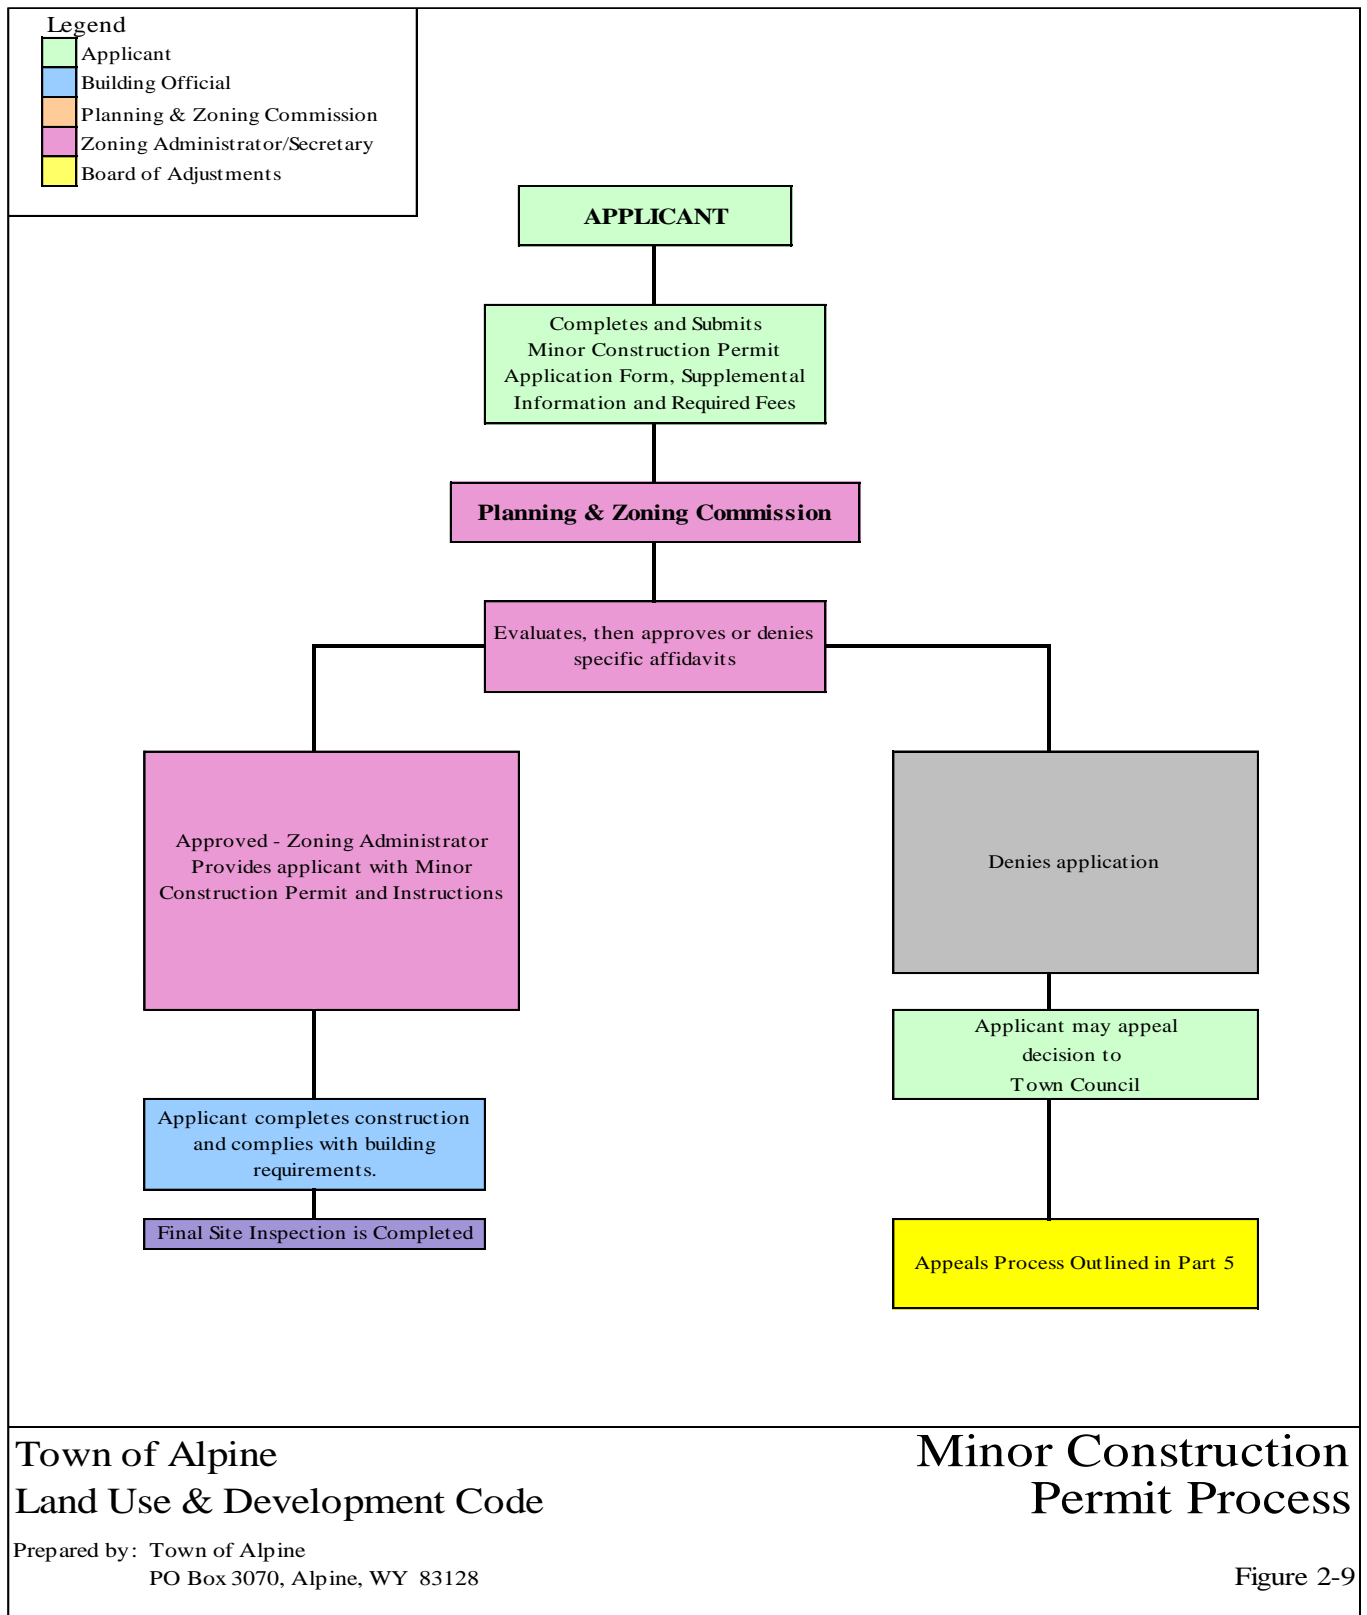 Legend
Applicant
Building Official
Planning & Zoning Commission
Zoning Administrator/Secretary
Board of Adjustments
APPLICANT
Completes and Submits
Minor Construction Permit
Application Form, Supplemental
Information and Required Fees
Planning & Zoning Commission
Evaluates, then approves or denies
specific affidavits
Approved - Zoning Administrator
Provides applicant with Minor
Construction Permit and Instructions
Denies application
Applicant may appeal
decision to
Town Council
Applicant completes construction
and complies with building
requirements.
Final Site Inspection is Completed
Appeals Process Outlined in Part 5
Town of Alpine
Land Use & Development Code
Prepared by: Town of Alpine
PO Box 3070, Alpine, WY 83128
Minor Construction
Permit Process
Figure 2-9